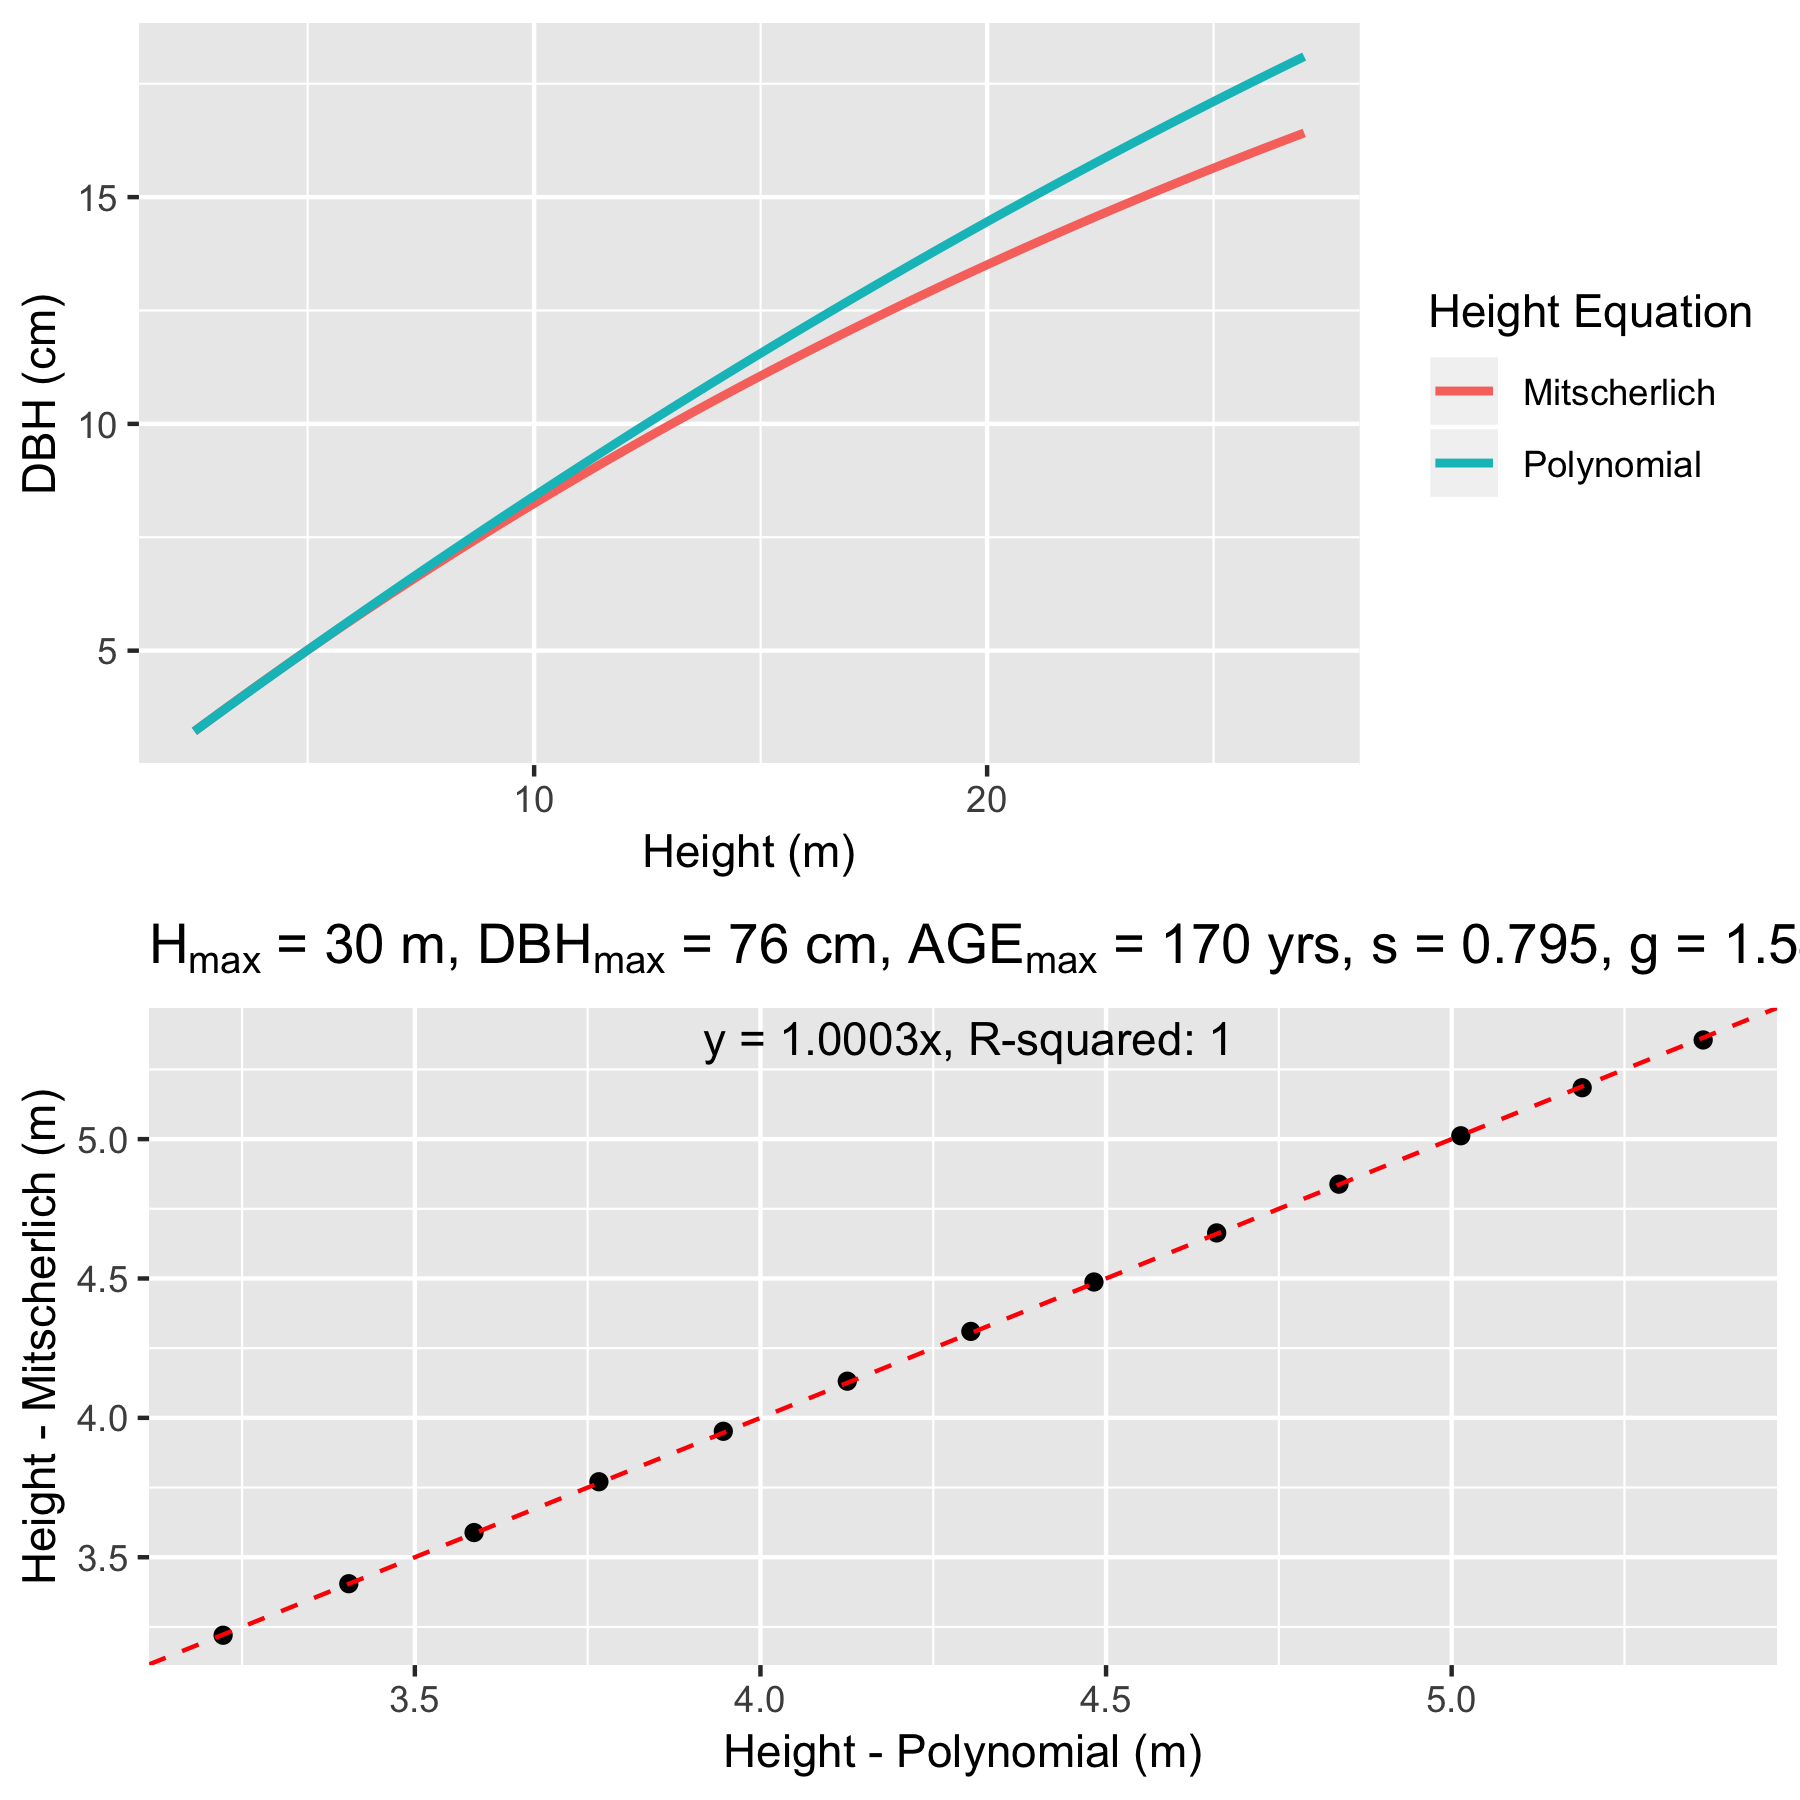 15
10
5
DBH (cm)
10 20
Height (m)
Height Equation
Mitscherlich
Polynomial
Hmax = 30 m, DBHmax = 76 cm, AGEmax = 170 yrs, s = 0.795, g = 1.5
y = 1.0003x, R-squared: 1
5.0
4.5
4.0
3.5
Height - Mitscherlich (m)
3.5 4.0 4.5 5.0
Height - Polynomial (m)